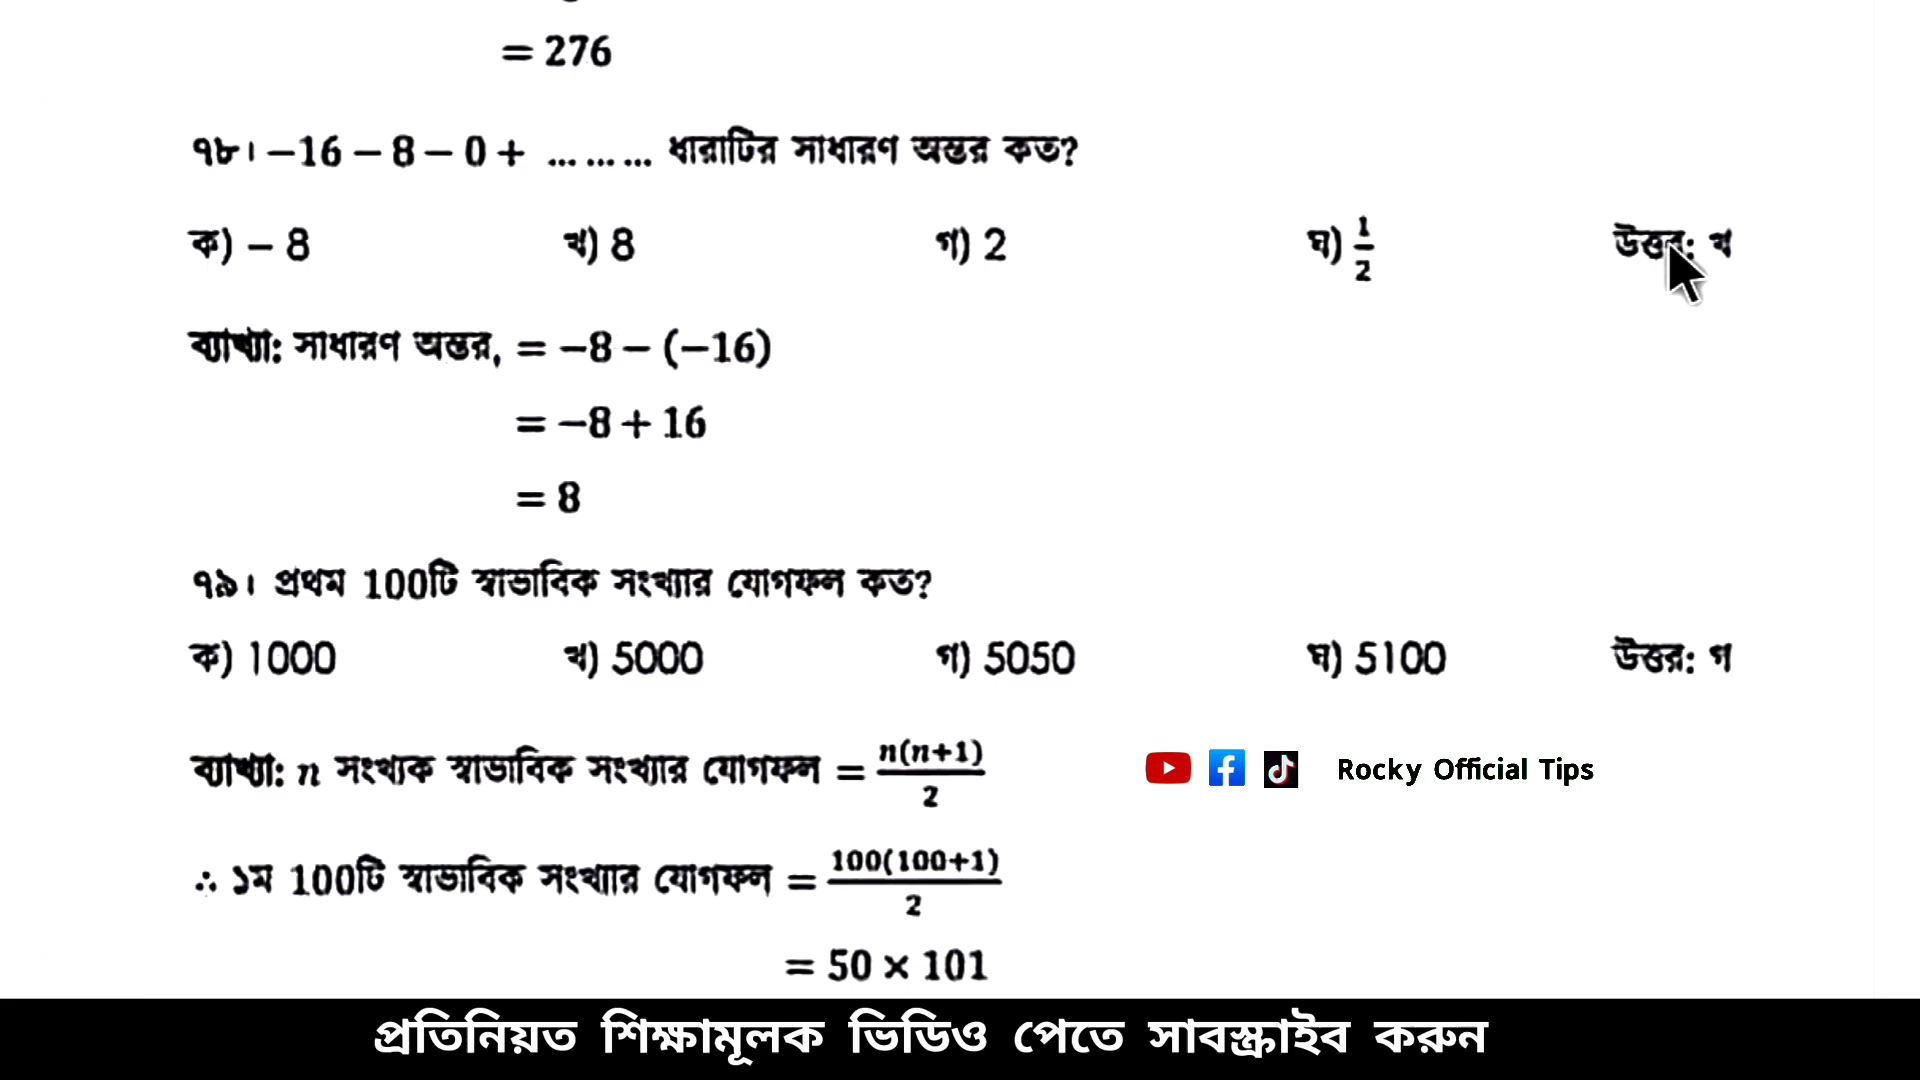 = 276
৭৮। −16 − 8 − 0 + ... ... ... ধারাটির সাধারণ অন্তর কত?
ক) − 8 খ) 8 গ) 2 ঘ) 1/2 উত্তর: খ
ব্যাখ্যা: সাধারণ অন্তর, = −8 − (−16)
= −8 + 16
= 8
৭৯। প্রথম 100টি স্বাভাবিক সংখ্যার যোগফল কত?
ক) 1000 খ) 5000 গ) 5050 ঘ) 5100 উত্তর: গ
ব্যাখ্যা: n সংখ্যক স্বাভাবিক সংখ্যার যোগফল = n(n+1)/2
Rocky Official Tips
∴ ১ম 100টি স্বাভাবিক সংখ্যার যোগফল = 100(100+1)/2
= 50 × 101
প্রতিনিয়ত শিক্ষামূলক ভিডিও পেতে সাবস্ক্রাইব করুন